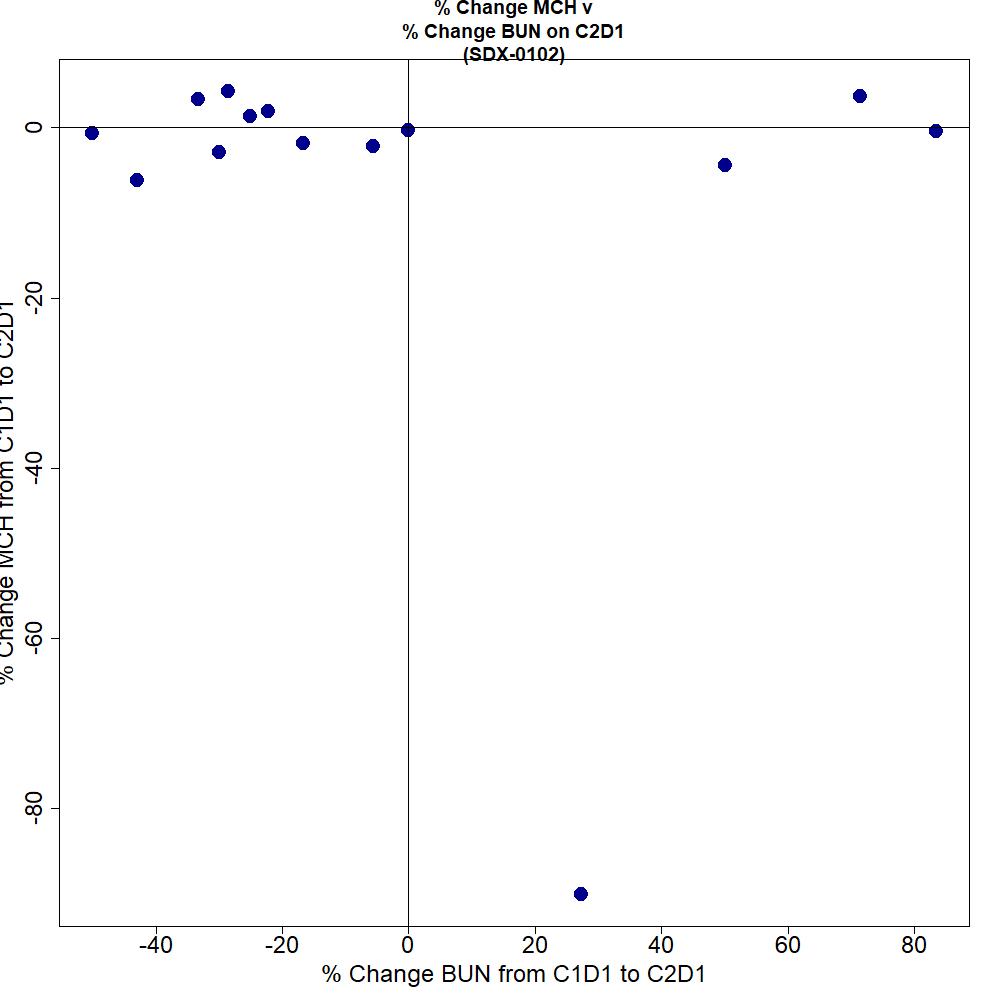 % Change MCH v
% Change BUN on C2D1
(SDX-0102)
0
-20
-40
-60
-80
% Change MCH from C1D1 to C2D1
-40
-20
0
20
40
60
80
% Change BUN from C1D1 to C2D1